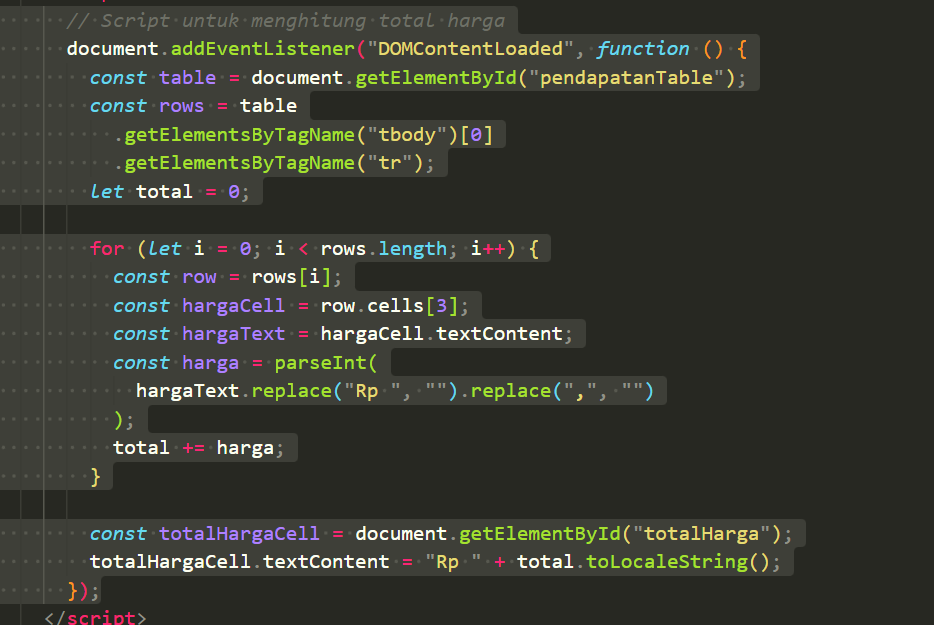 // Script untuk menghitung total harga
document.addEventListener("DOMContentLoaded", function () {
const table = document.getElementById("pendapatanTable");
const rows = table
.getElementsByTagName("tbody")[0]
.getElementsByTagName("tr");
let total = 0;
for (let i = 0; i < rows.length; i++) {
const row = rows[i];
const hargaCell = row.cells[3];
const hargaText = hargaCell.textContent;
const harga = parseInt(
hargaText.replace("Rp ", "").replace(",", "")
);
total += harga;
}
const totalHargaCell = document.getElementById("totalHarga");
totalHargaCell.textContent = "Rp " + total.toLocaleString();
});
</script>